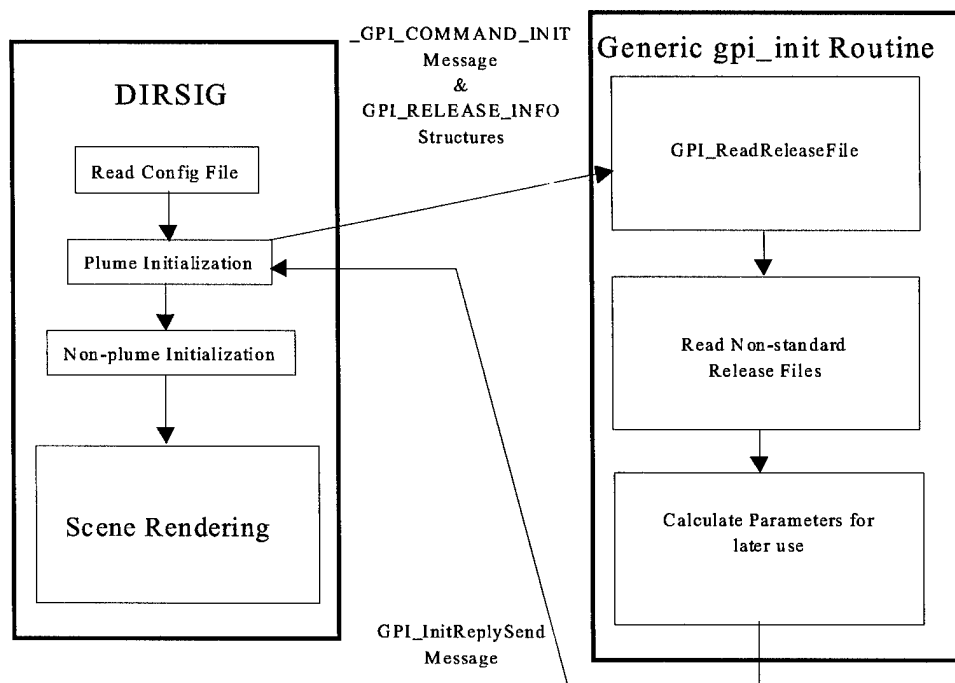 DIRSIG
Read Config File
Plume Initialization
Non-plume Initialization
Scene Rendering
_GPI_COMMAND_INIT
Message
&
GPI_RELEASE_INFO
Structures
GPI_InitReplySend
Message
Generic gpi_init Routine
GPI_ReadReleaseFile
Read Non-standard
Release Files
Calculate Parameters for
later use